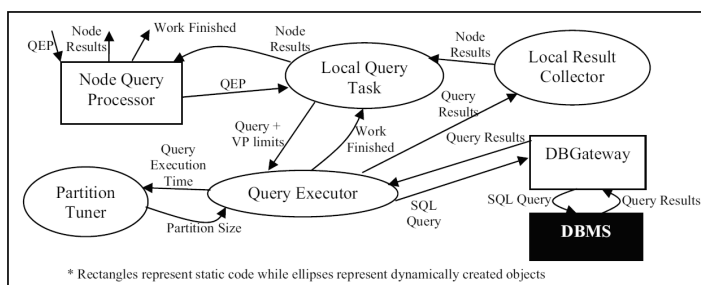 QEP
Node
Results
Work Finished
Node
Results
Node
Results
Node Query
Processor
QEP
Local Query
Task
Local Result
Collector
Query +
VP limits
Work
Finished
Query
Results
Query Results
Query
Execution
Time
DBGateway
Partition
Tuner
Query Executor
Partition Size
SQL
Query
SQL Query
Query Results
DBMS
* Rectangles represent static code while ellipses represent dynamically created objects